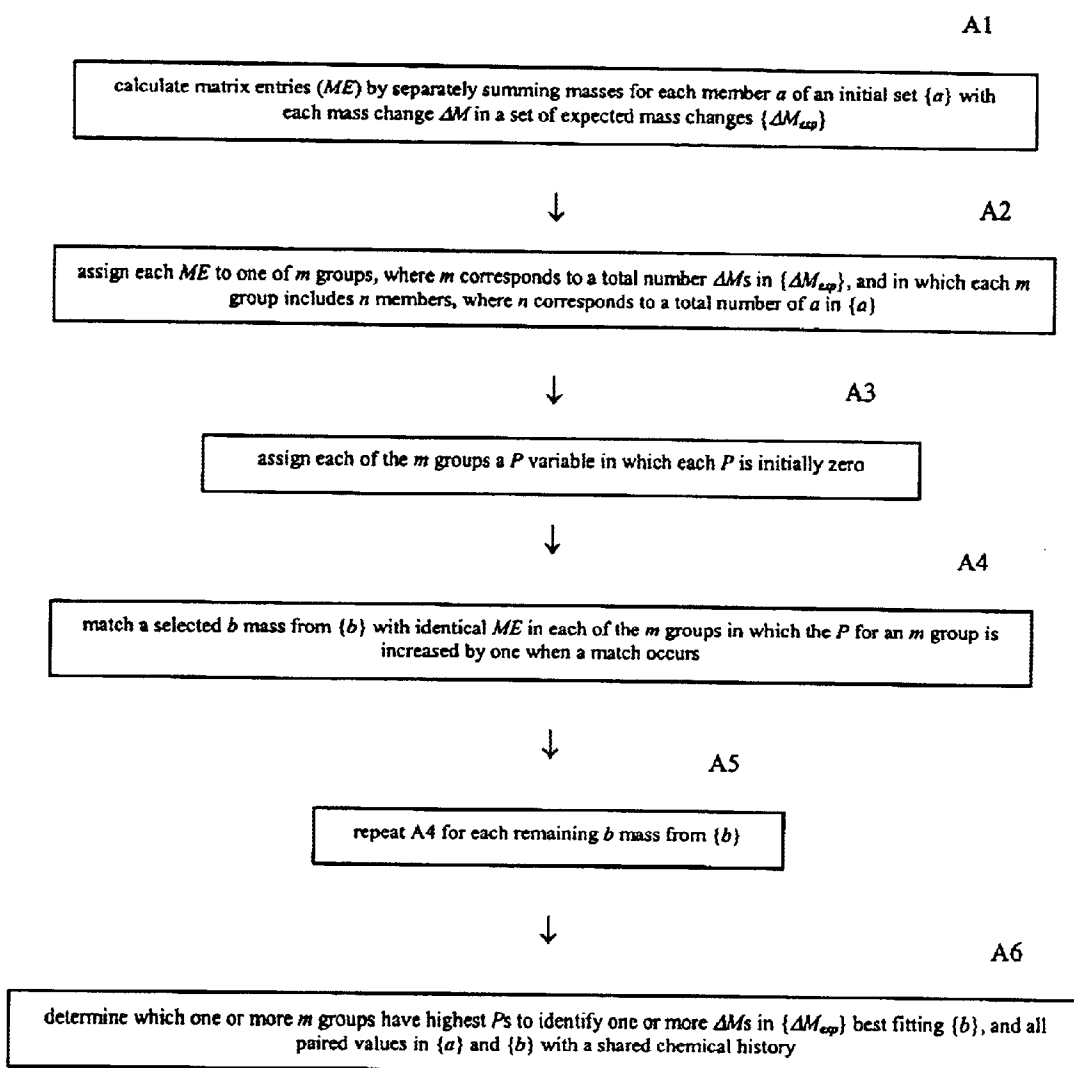 A1
calculate matrix entries (ME) by separately summing masses for each member a of an initial set {a} with
each mass change ΔM in a set of expected mass changes {ΔM_exp}
↓
A2
assign each ME to one of m groups, where m corresponds to a total number ΔMs in {ΔM_exp}, and in which each m
group includes n members, where n corresponds to a total number of a in {a}
↓
A3
assign each of the m groups a P variable in which each P is initially zero
↓
A4
match a selected b mass from {b} with identical ME in each of the m groups in which the P for an m group is
increased by one when a match occurs
↓
A5
repeat A4 for each remaining b mass from {b}
↓
A6
determine which one or more m groups have highest Ps to identify one or more ΔMs in {ΔM_exp} best fitting {b}, and all
paired values in {a} and {b} with a shared chemical history